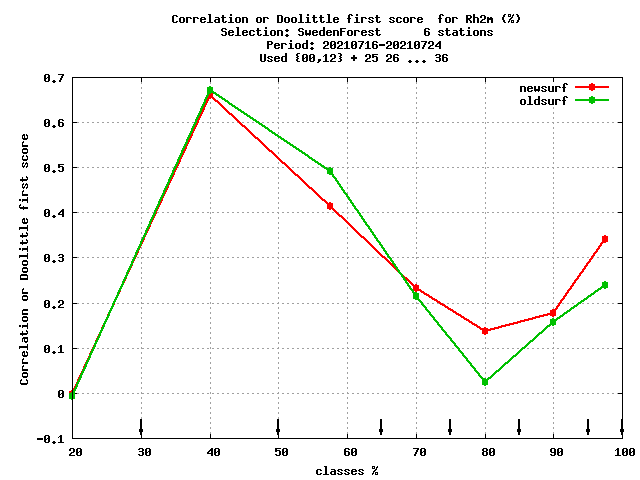 Correlation or Doolittle first score  for Rh2m (%)
Selection: SwedenForest      6 stations
Period: 20210716-20210724
Used {00,12} + 25 26 ... 36
newsurf
oldsurf
0.7
0.6
0.5
0.4
0.3
0.2
0.1
0
-0.1
Correlation or Doolittle first score
20 30 40 50 60 70 80 90 100
classes %